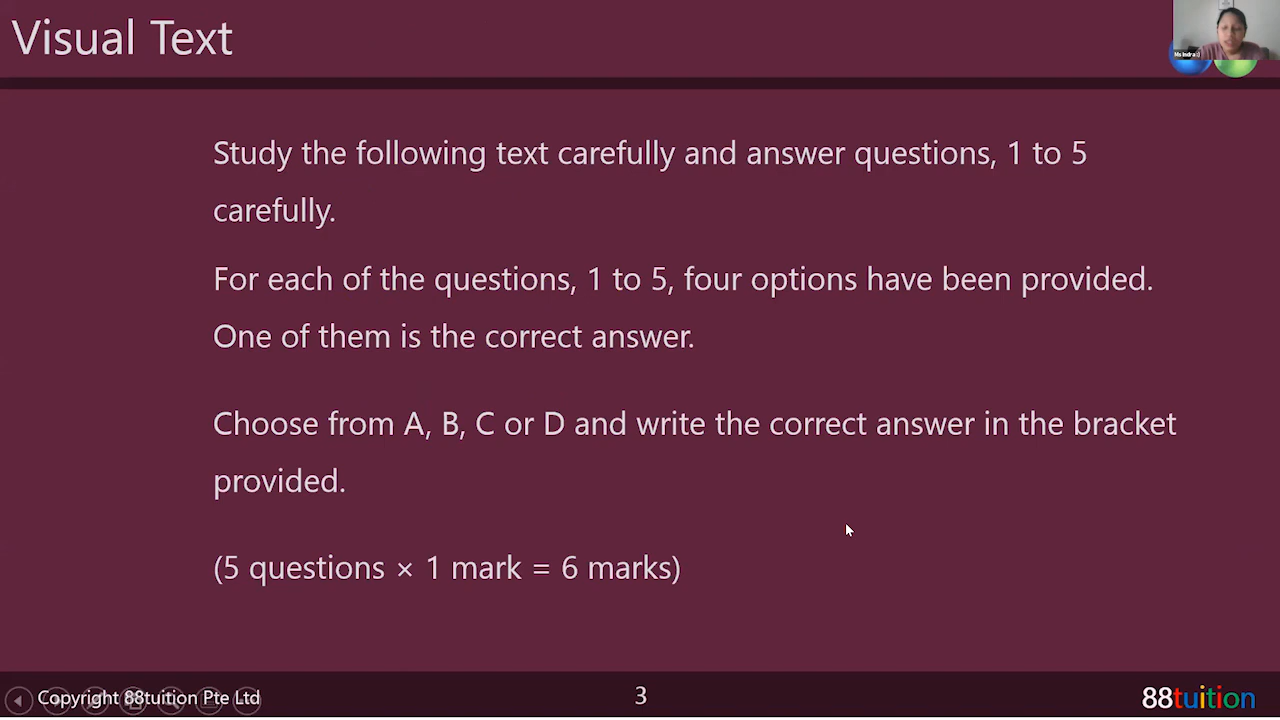 Visual Text
Ms Indra :)
Study the following text carefully and answer questions, 1 to 5
carefully.
For each of the questions, 1 to 5, four options have been provided.
One of them is the correct answer.
Choose from A, B, C or D and write the correct answer in the bracket
provided.
(5 questions × 1 mark = 6 marks)
Copyright 88tuition Pte Ltd
3
88tuition